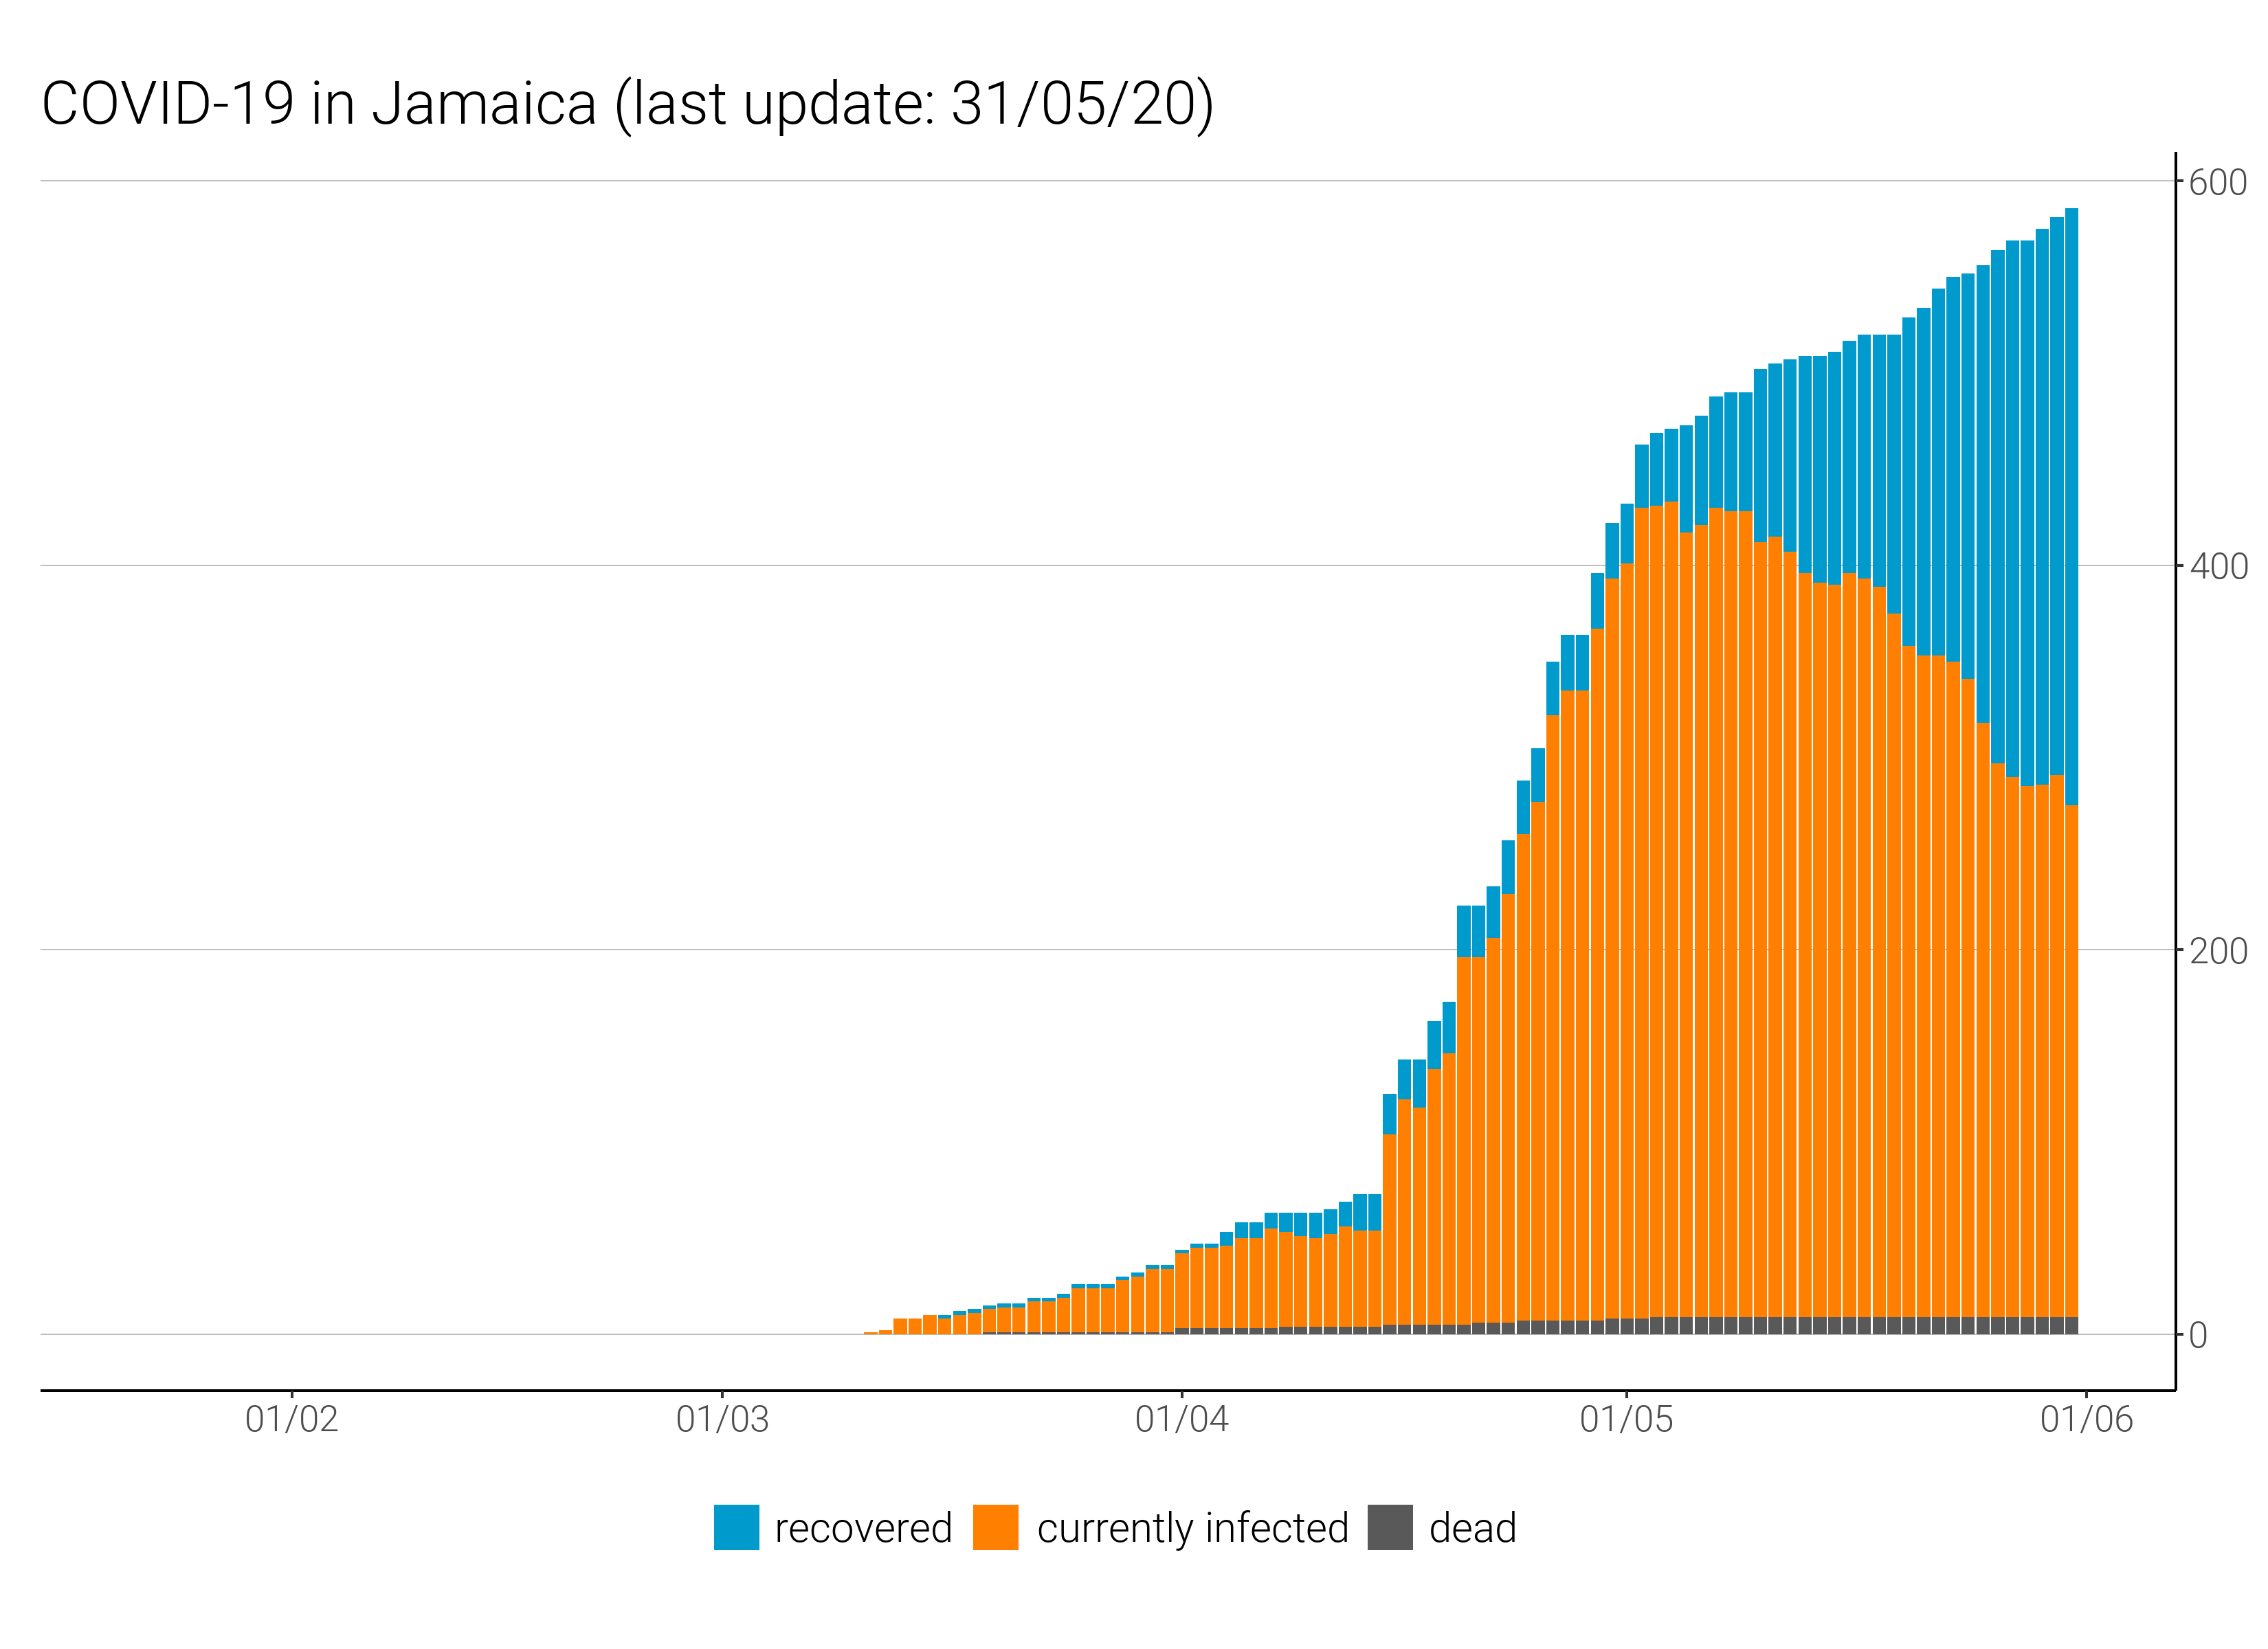 COVID-19 in Jamaica (last update: 31/05/20)
600
400
200
0
01/02 01/03 01/04 01/05 01/06
recovered currently infected dead